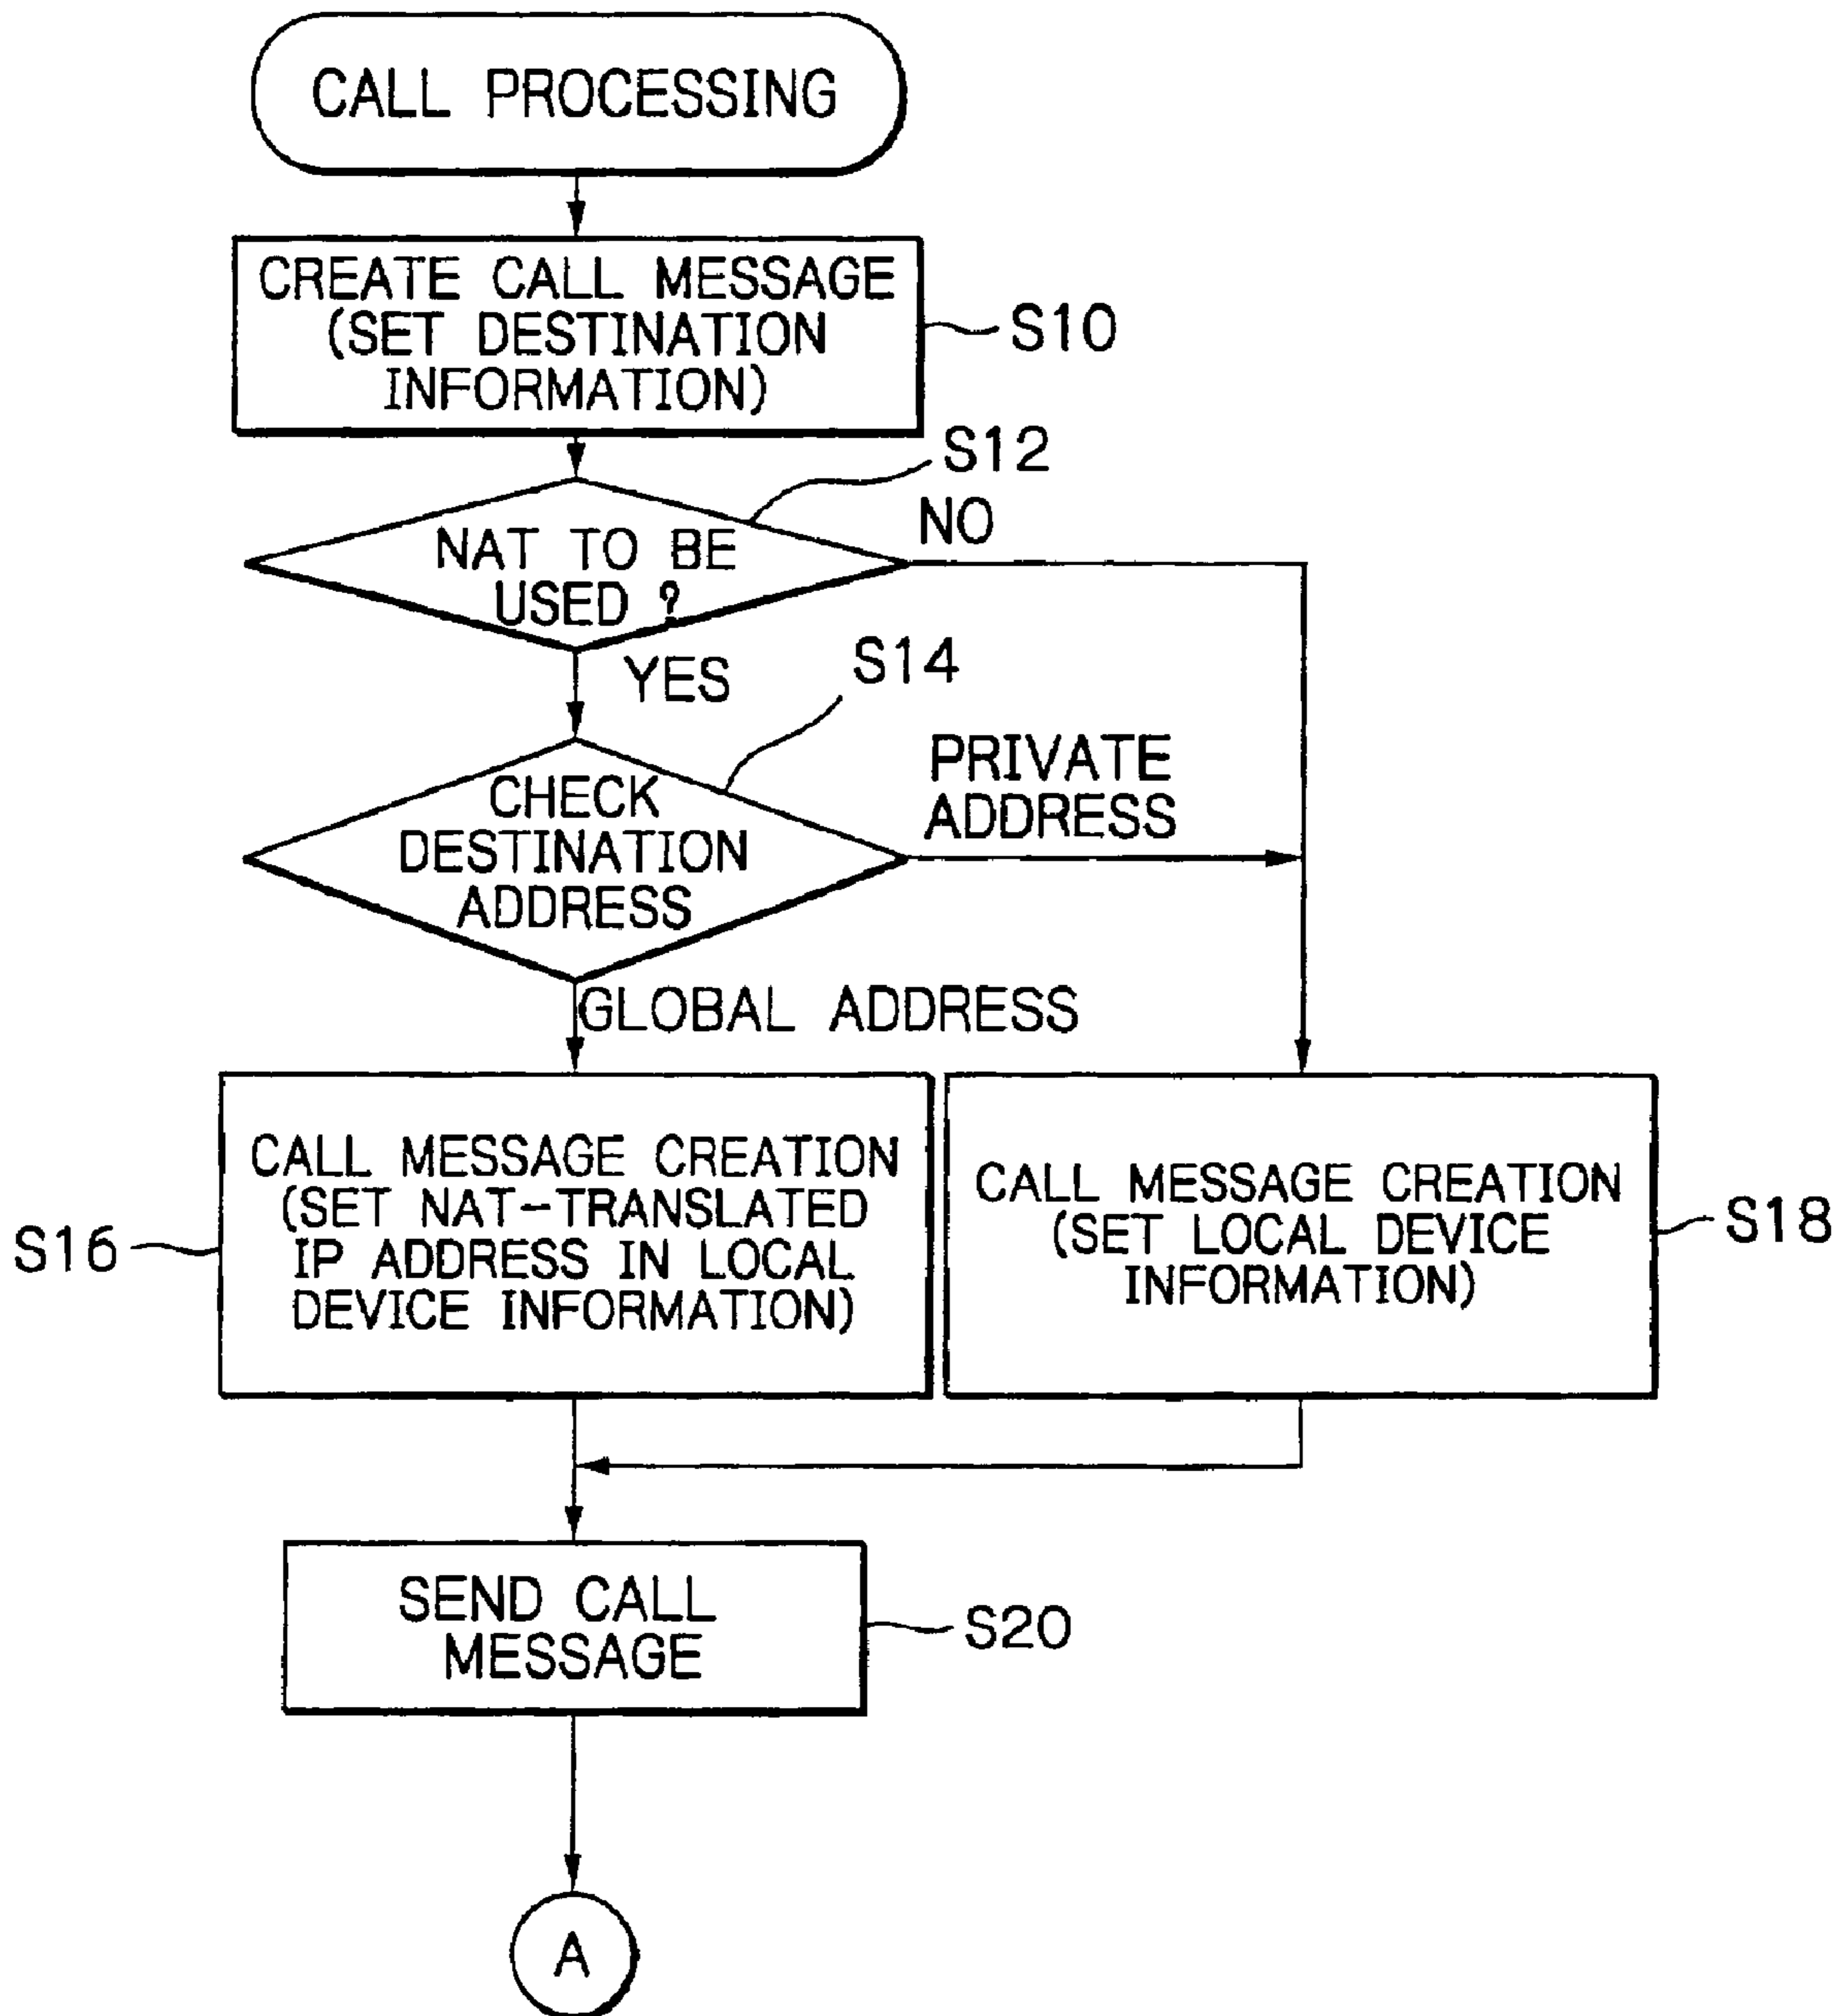 CALL PROCESSING
CREATE CALL MESSAGE
(SET DESTINATION
INFORMATION)
S10
S12
NAT TO BE
USED ?
NO
YES
S14
CHECK
DESTINATION
ADDRESS
PRIVATE
ADDRESS
GLOBAL ADDRESS
CALL MESSAGE CREATION
(SET NAT-TRANSLATED
IP ADDRESS IN LOCAL
DEVICE INFORMATION)
S16
CALL MESSAGE CREATION
(SET LOCAL DEVICE
INFORMATION)
S18
SEND CALL
MESSAGE
S20
A